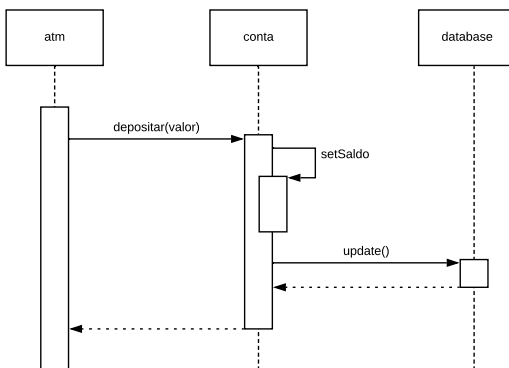 atm
conta
database
depositar(valor)
setSaldo
update()